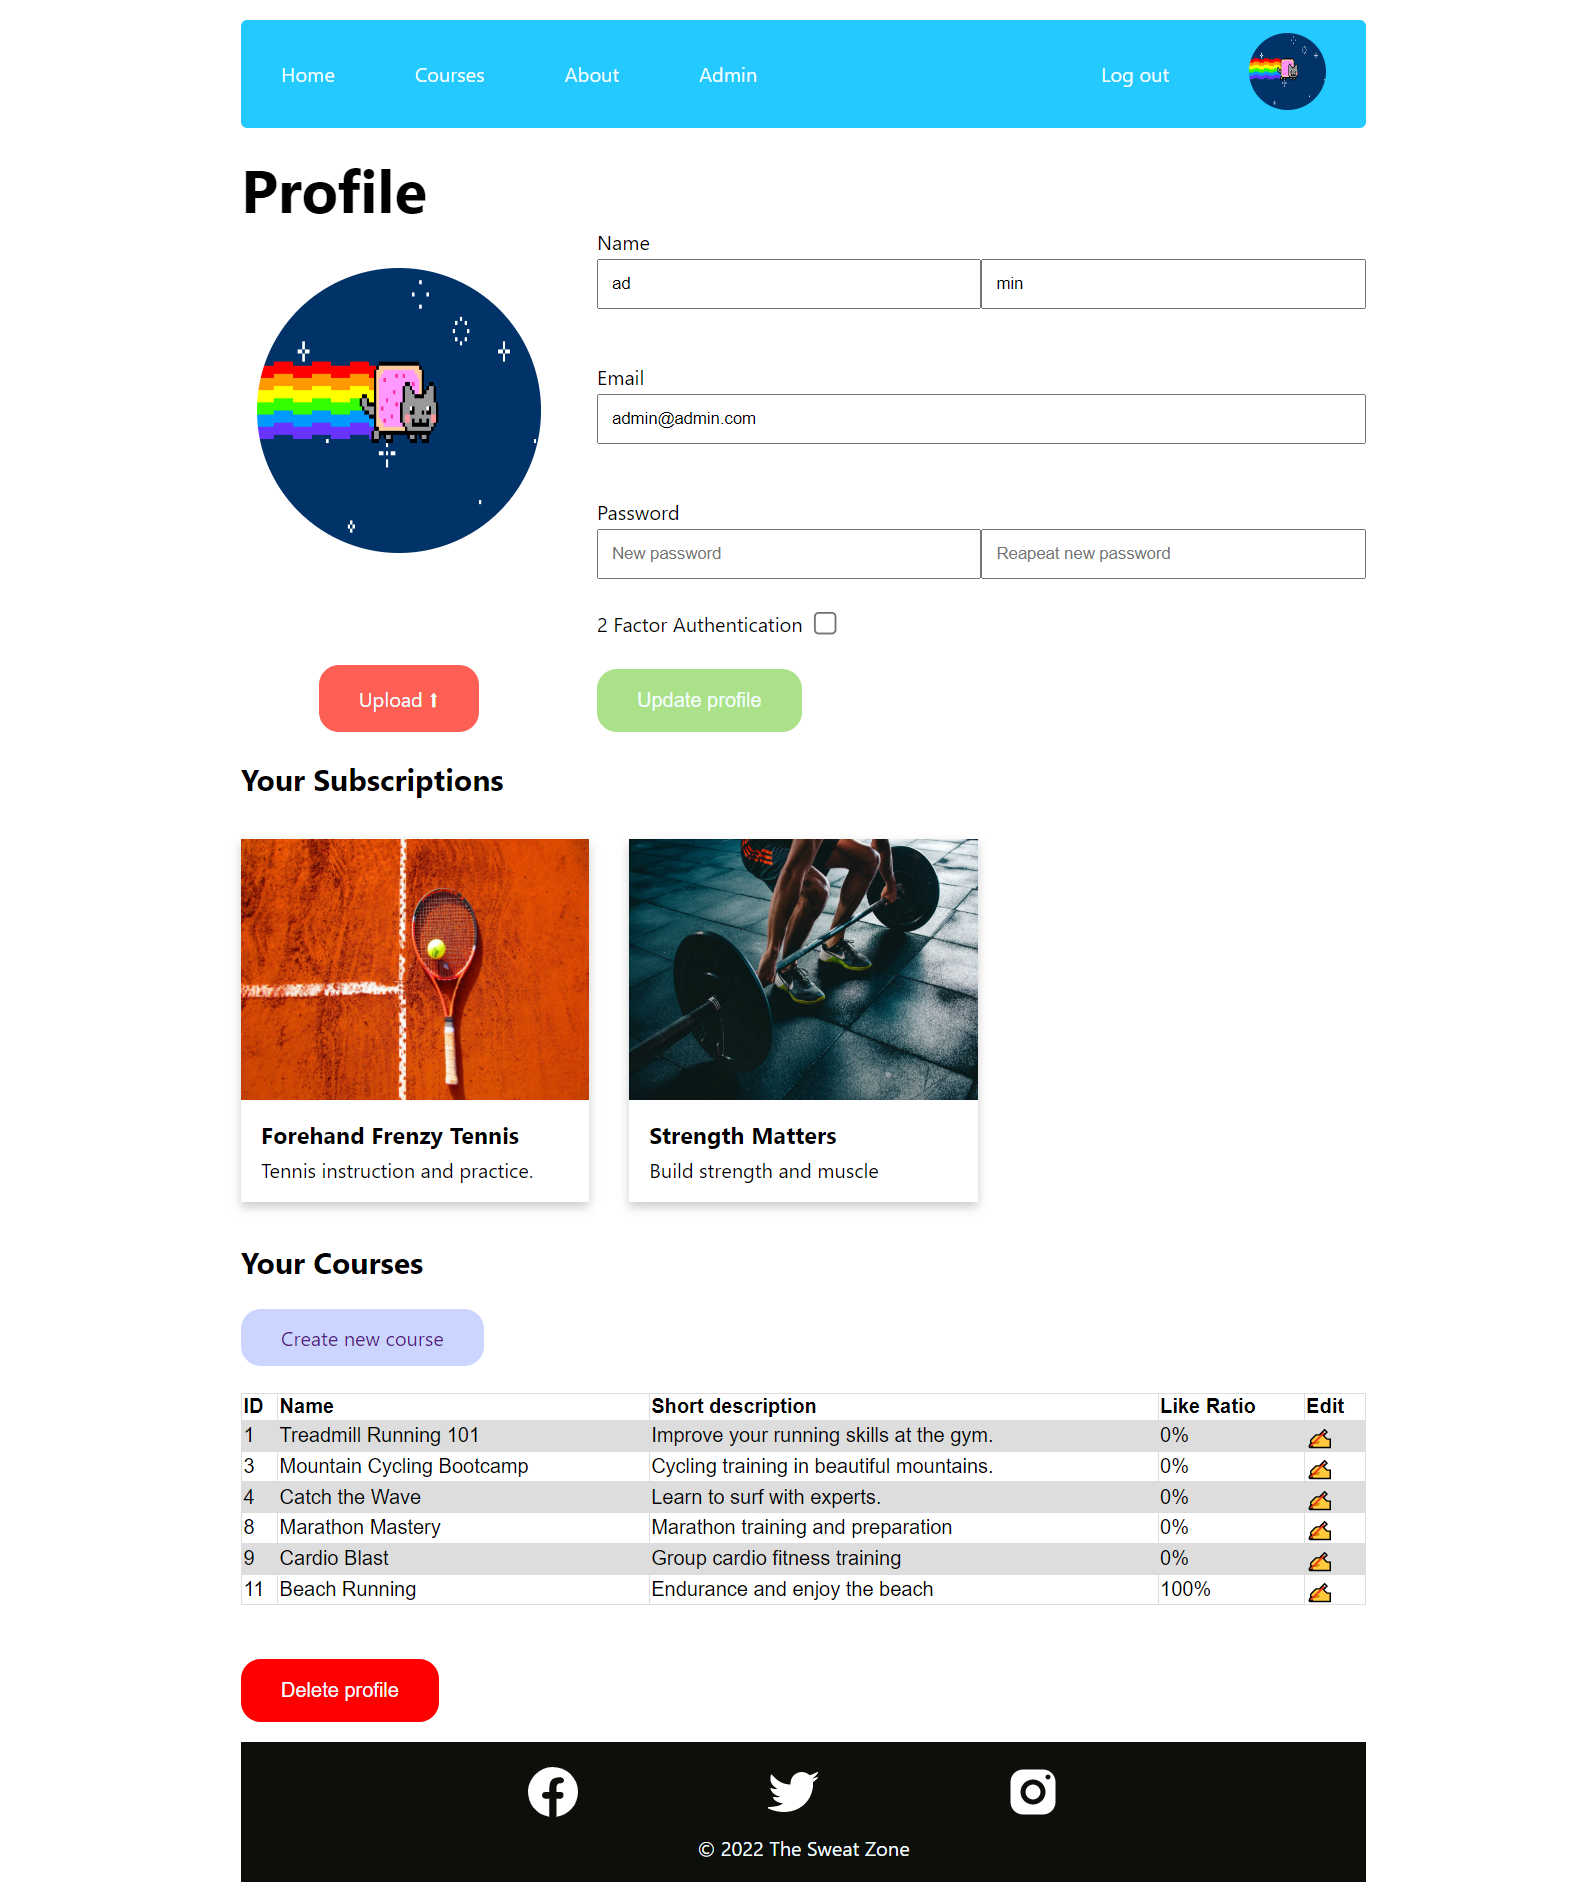 Home Courses About Admin Log out
Profile
Name
ad min
Email
admin@admin.com
Password
New password Reapeat new password
2 Factor Authentication
Upload ⬆ Update profile
Your Subscriptions
Forehand Frenzy Tennis
Tennis instruction and practice.
Strength Matters
Build strength and muscle
Your Courses
Create new course
ID Name Short description Like Ratio Edit
1 Treadmill Running 101 Improve your running skills at the gym. 0% ✍
3 Mountain Cycling Bootcamp Cycling training in beautiful mountains. 0% ✍
4 Catch the Wave Learn to surf with experts. 0% ✍
8 Marathon Mastery Marathon training and preparation 0% ✍
9 Cardio Blast Group cardio fitness training 0% ✍
11 Beach Running Endurance and enjoy the beach 100% ✍
Delete profile
© 2022 The Sweat Zone